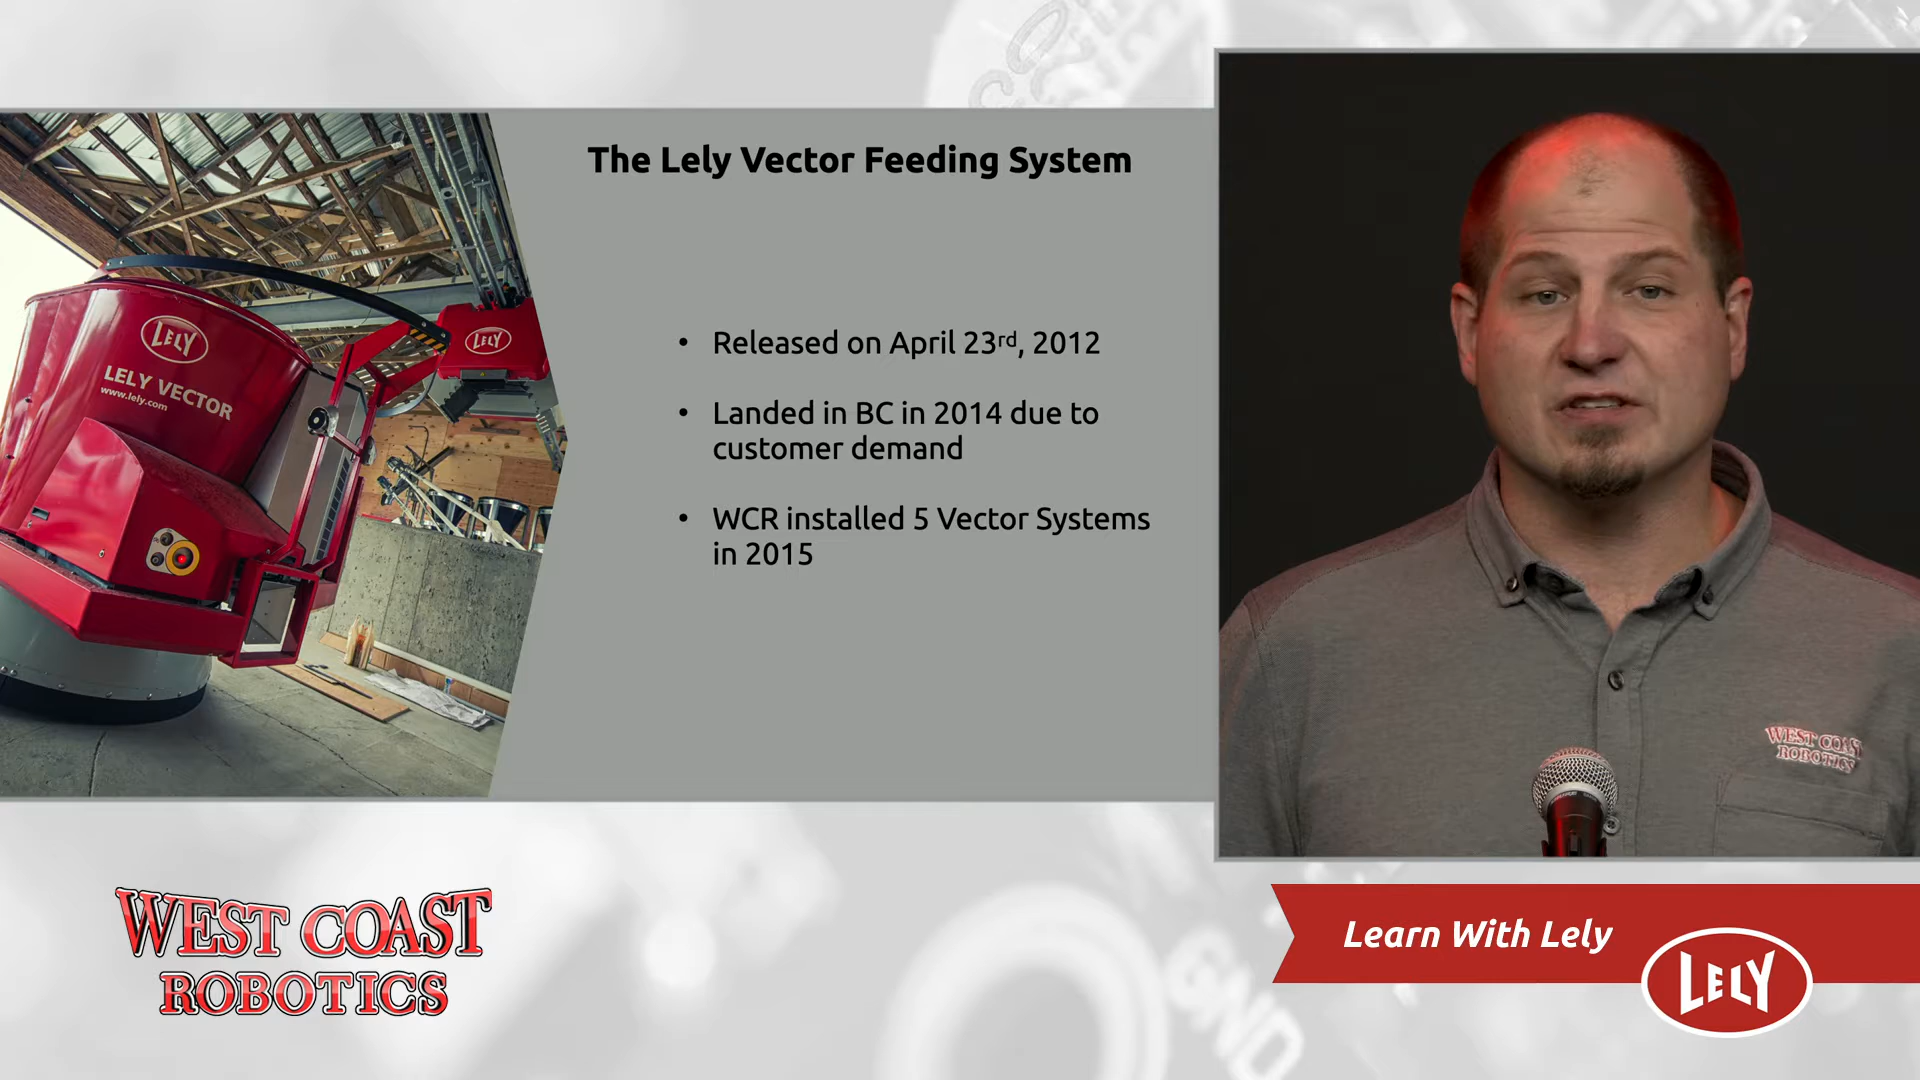 The Lely Vector Feeding System
LELY
LELY VECTOR
www.lely.com
LELY
• Released on April 23rd, 2012
• Landed in BC in 2014 due to
customer demand
• WCR installed 5 Vector Systems
in 2015
WEST COAST
ROBOTICS
WEST COAST
ROBOTICS
Learn With Lely
LELY
GND